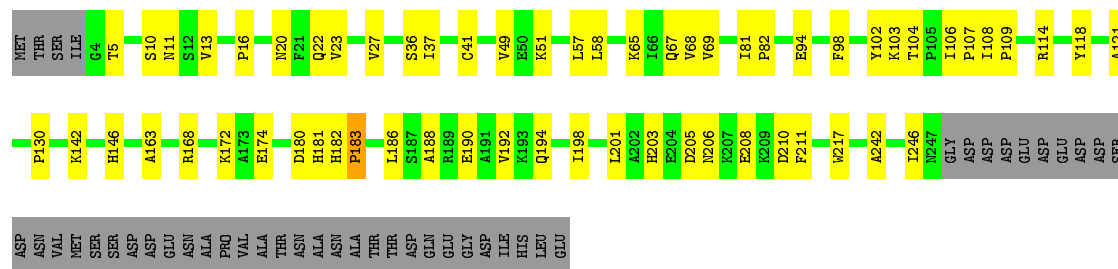 MET THR SER ILE G4 T5 S10 N11 S12 V13 P16 N20 F21 Q22 V23 V27 S36 I37 C41 V49 E50 K51 L57 L58 K65 I66 Q67 V68 V69 I81 P82 E94 F98 Y102 K103 T104 P105 I106 P107 I108 P109 R114 Y118 A121
P130 K142 H146 A163 R168 K172 A173 E174 D180 H181 H182 P183 L186 S187 A188 R189 E190 A191 V192 K193 Q194 I198 L201 A202 H203 E204 D205 N206 K207 E208 K209 D210 F211 W217 A242 I246 N247 GLY ASP ASP ASP GLU ASP GLU ASP ASP SER
ASP ASN VAL MET SER SER ASP ASP GLU ASN ALA PRO VAL ALA THR ASN ALA ASN ALA THR THR ASP GLN GLU GLY ASP ILE HIS LEU GLU